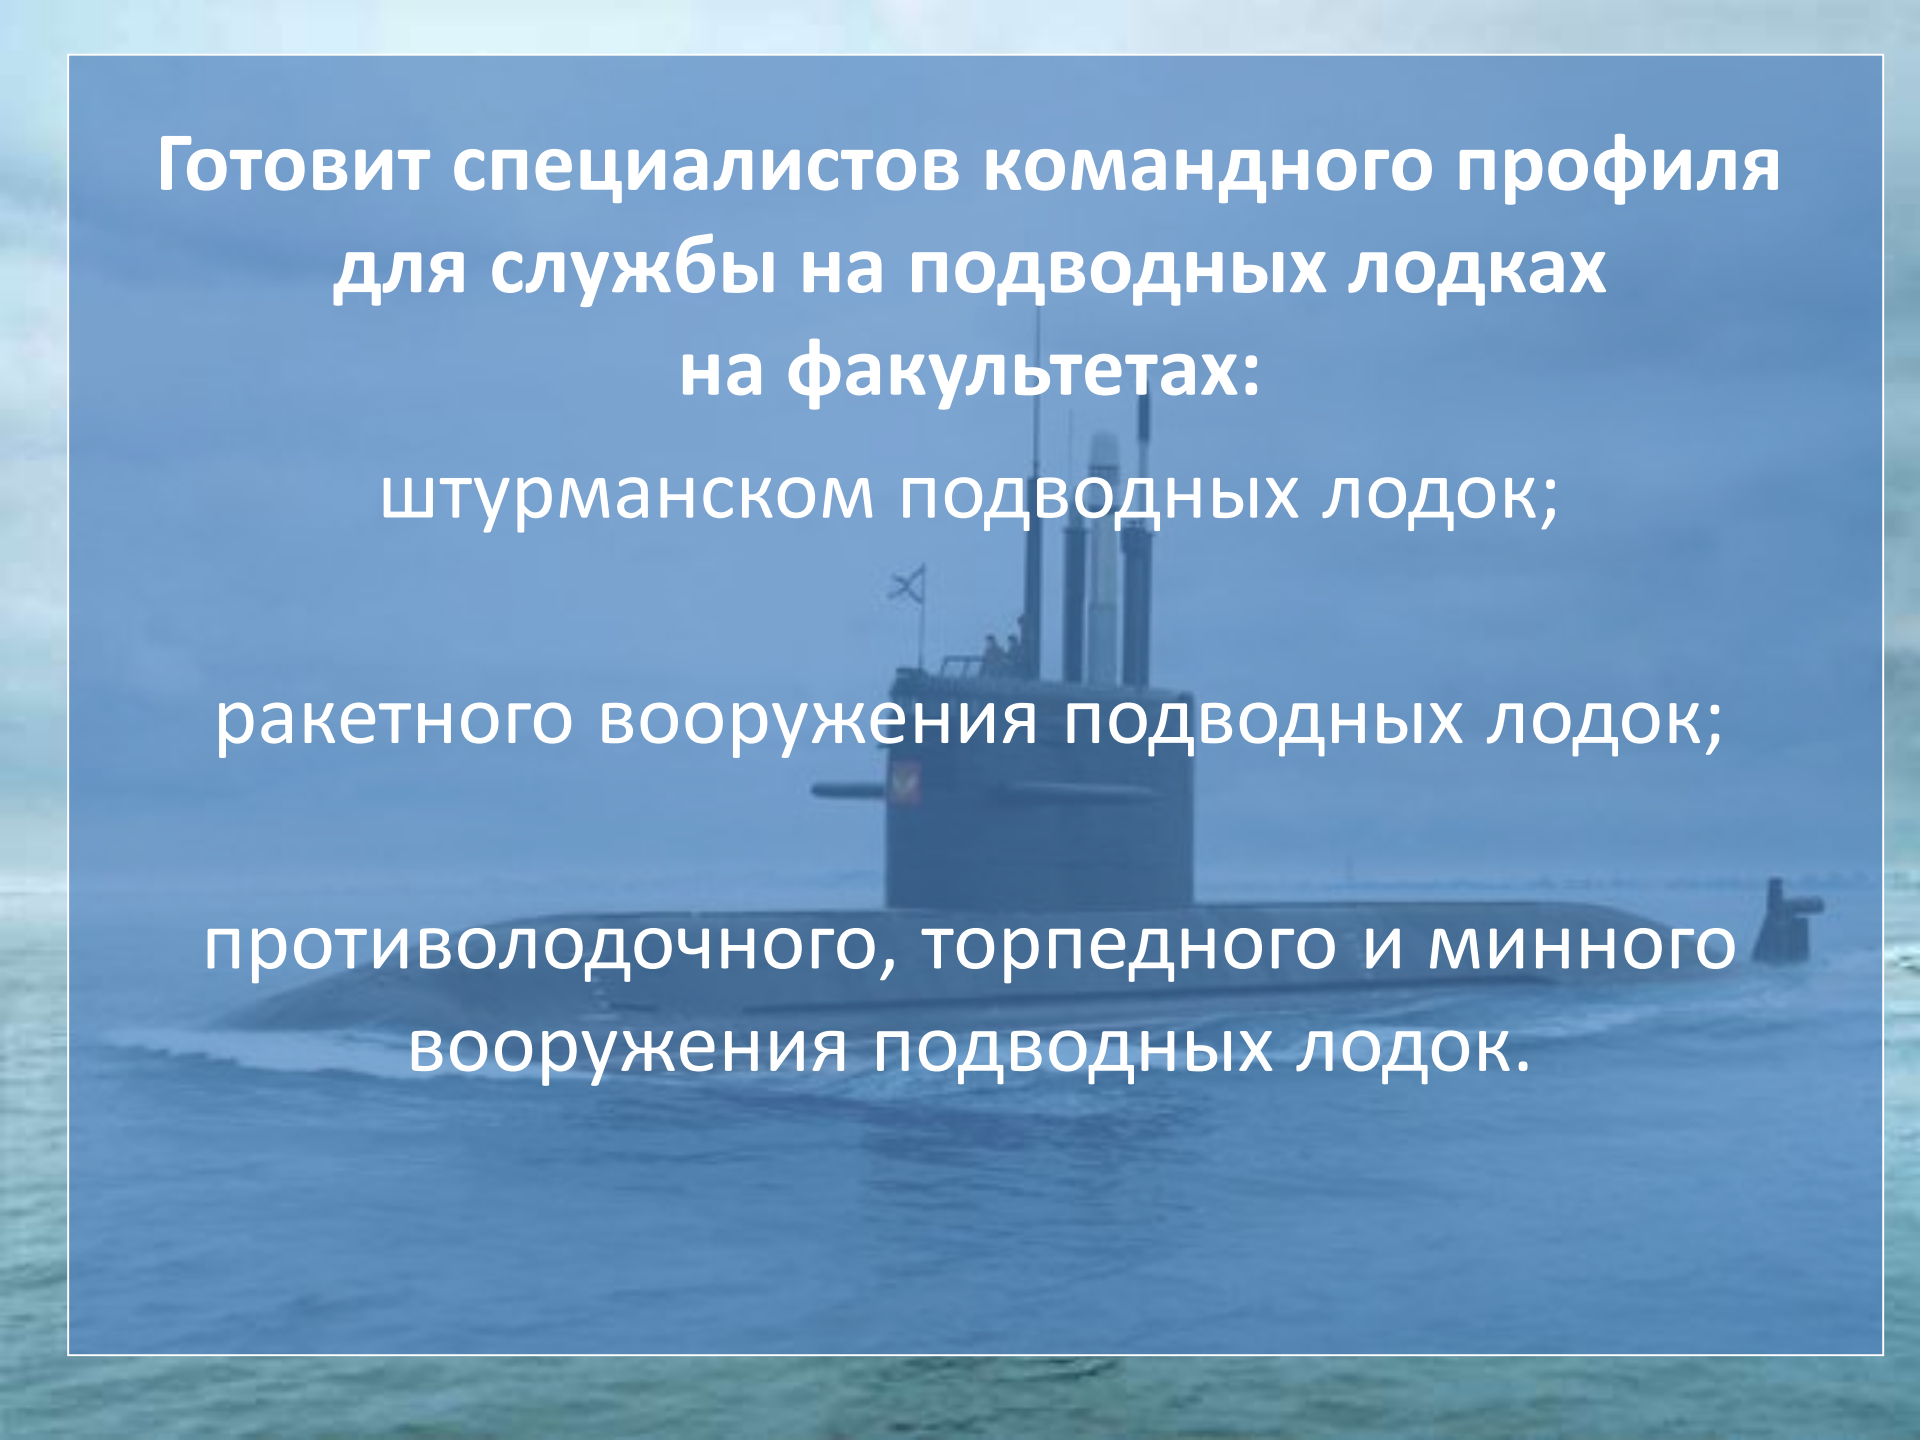 Готовит специалистов командного профиля
для службы на подводных лодках
на факультетах:
штурманском подводных лодок;
ракетного вооружения подводных лодок;
противолодочного, торпедного и минного
вооружения подводных лодок.